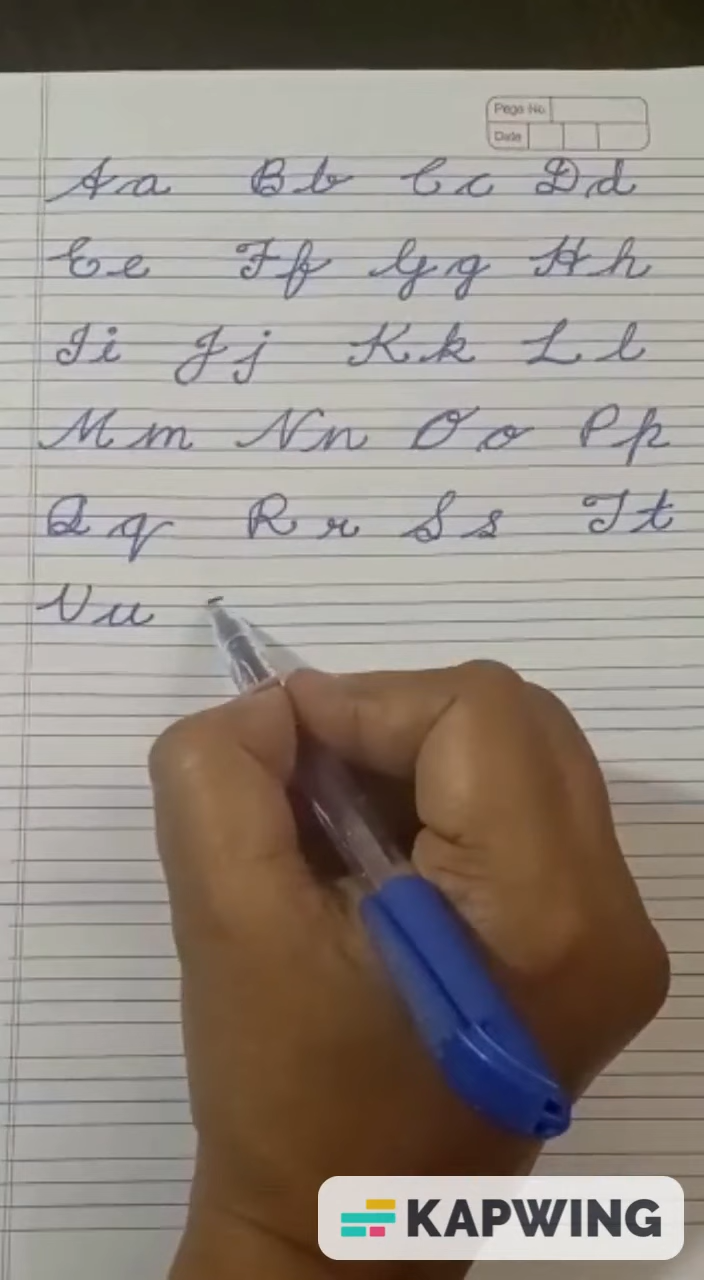 Page No.
Date
Aa Bb Cc Dd
Ee Ff Gg Hh
Ii Jj Kk Ll
Mm Nn Oo Pp
Qq Rr Ss Tt
Uu
KAPWING